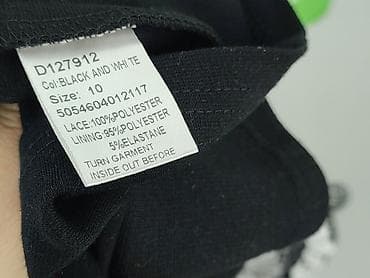 D127912
Col:BLACK AND WHITE
Size: 10
5054604012117
LACE:100%POLYESTER
LINING:95%POLYESTER
5%ELASTANE
TURN GARMENT
INSIDE OUT BEFORE